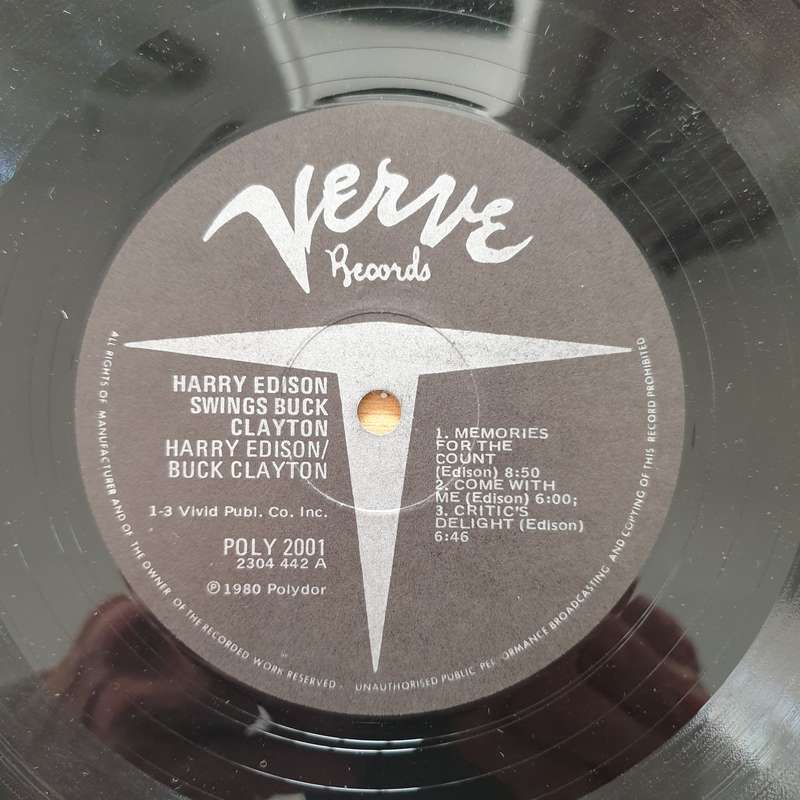 VERVE
Records
HARRY EDISON
SWINGS BUCK
CLAYTON
HARRY EDISON/
BUCK CLAYTON
1-3 Vivid Publ. Co. Inc.
POLY 2001
2304 442 A
℗ 1980 Polydor
1. MEMORIES
FOR THE
COUNT
(Edison) 8:50
2. COME WITH
ME (Edison) 6:00;
3. CRITIC'S
DELIGHT (Edison)
6:46
ALL RIGHTS OF MANUFACTURER AND OF THE OWNER OF THE RECORDED WORK RESERVED. UNAUTHORISED PUBLIC PERFORMANCE BROADCASTING AND COPYING OF THIS RECORD PROHIBITED